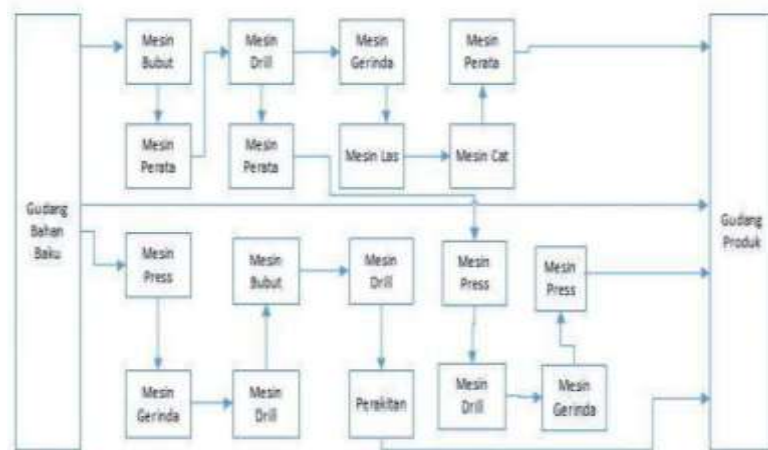 Mesin
Bubut
Mesin
Drill
Mesin
Gerinda
Mesin
Perata
Mesin
Perata
Mesin
Perata
Mesin Las
Mesin Cat
Gudang
Bahan
Baku
Gudang
Produk
Mesin
Press
Mesin
Bubut
Mesin
Drill
Mesin
Press
Mesin
Press
Mesin
Gerinda
Mesin
Drill
Perakitan
Mesin
Drill
Mesin
Gerinda